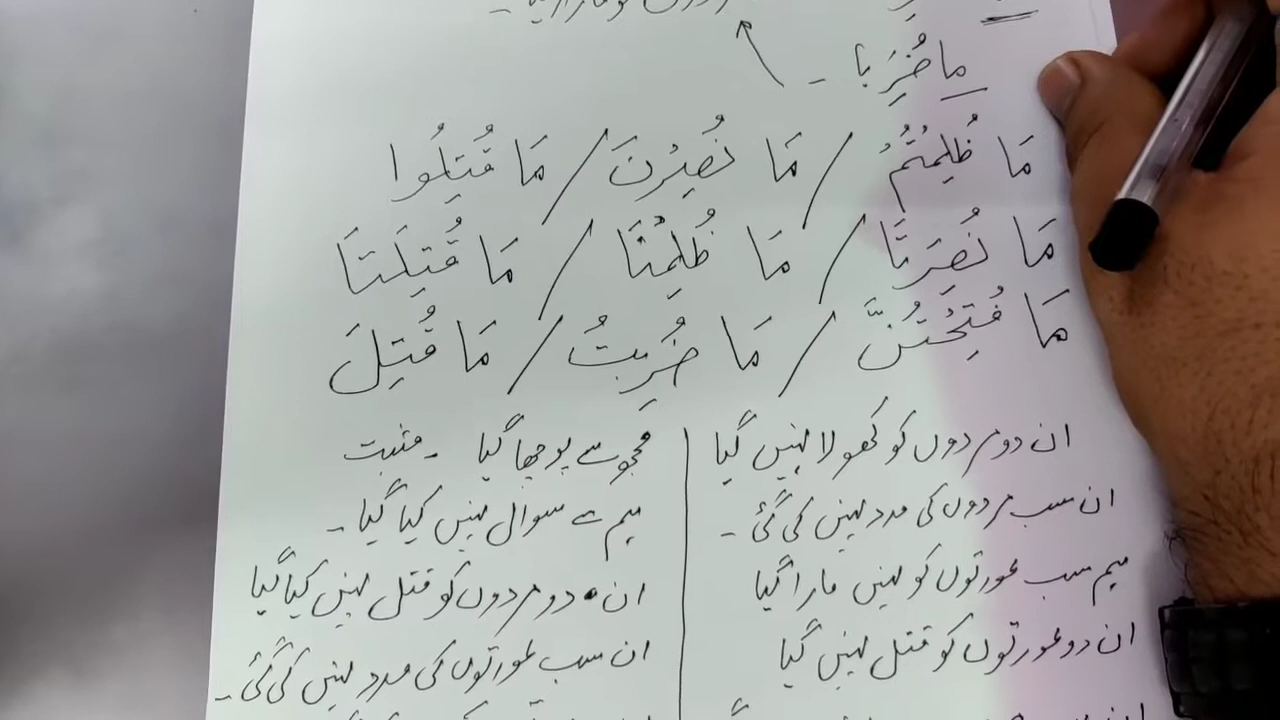 مَا ضُرِبَا -
مَا ظُلِمْتُمْ / مَا نُصِرْنَ / مَا قُتِلُوا
مَا نُصِرَتَا / مَا ظُلِمْنَا / مَا قُتِلَتَا
مَا فُتِحْتُنَّ / مَا ضُرِبتُ / مَا قُتِلَ
ان دو مردوں کو کھولا نہیں گیا
ان سب مردوں کی مدد نہیں کی گئی -
ہم سب عورتوں کو نہیں مارا گیا
ان دو عورتوں کو قتل نہیں گیا
مجھ سے پوچھا گیا - مثبت
ہم سے سوال نہیں کیا گیا -
ان دو مردوں کو قتل نہیں کیا گیا
ان سب عورتوں کی مدد نہیں کی گئی -